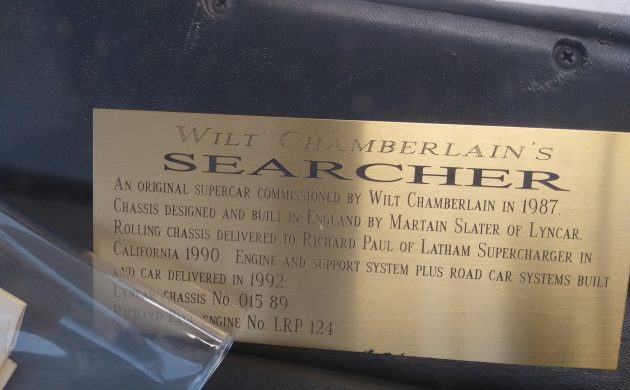 Wilt Chamberlain's
SEARCHER
An original supercar commissioned by Wilt Chamberlain in 1987.
Chassis designed and built in England by Martain Slater of Lyncar.
Rolling chassis delivered to Richard Paul of Latham Supercharger in
California 1990. Engine and support system plus road car systems built
and car delivered in 1992
Lyncar chassis No. 015 89
Richard Paul engine No. LRP 124